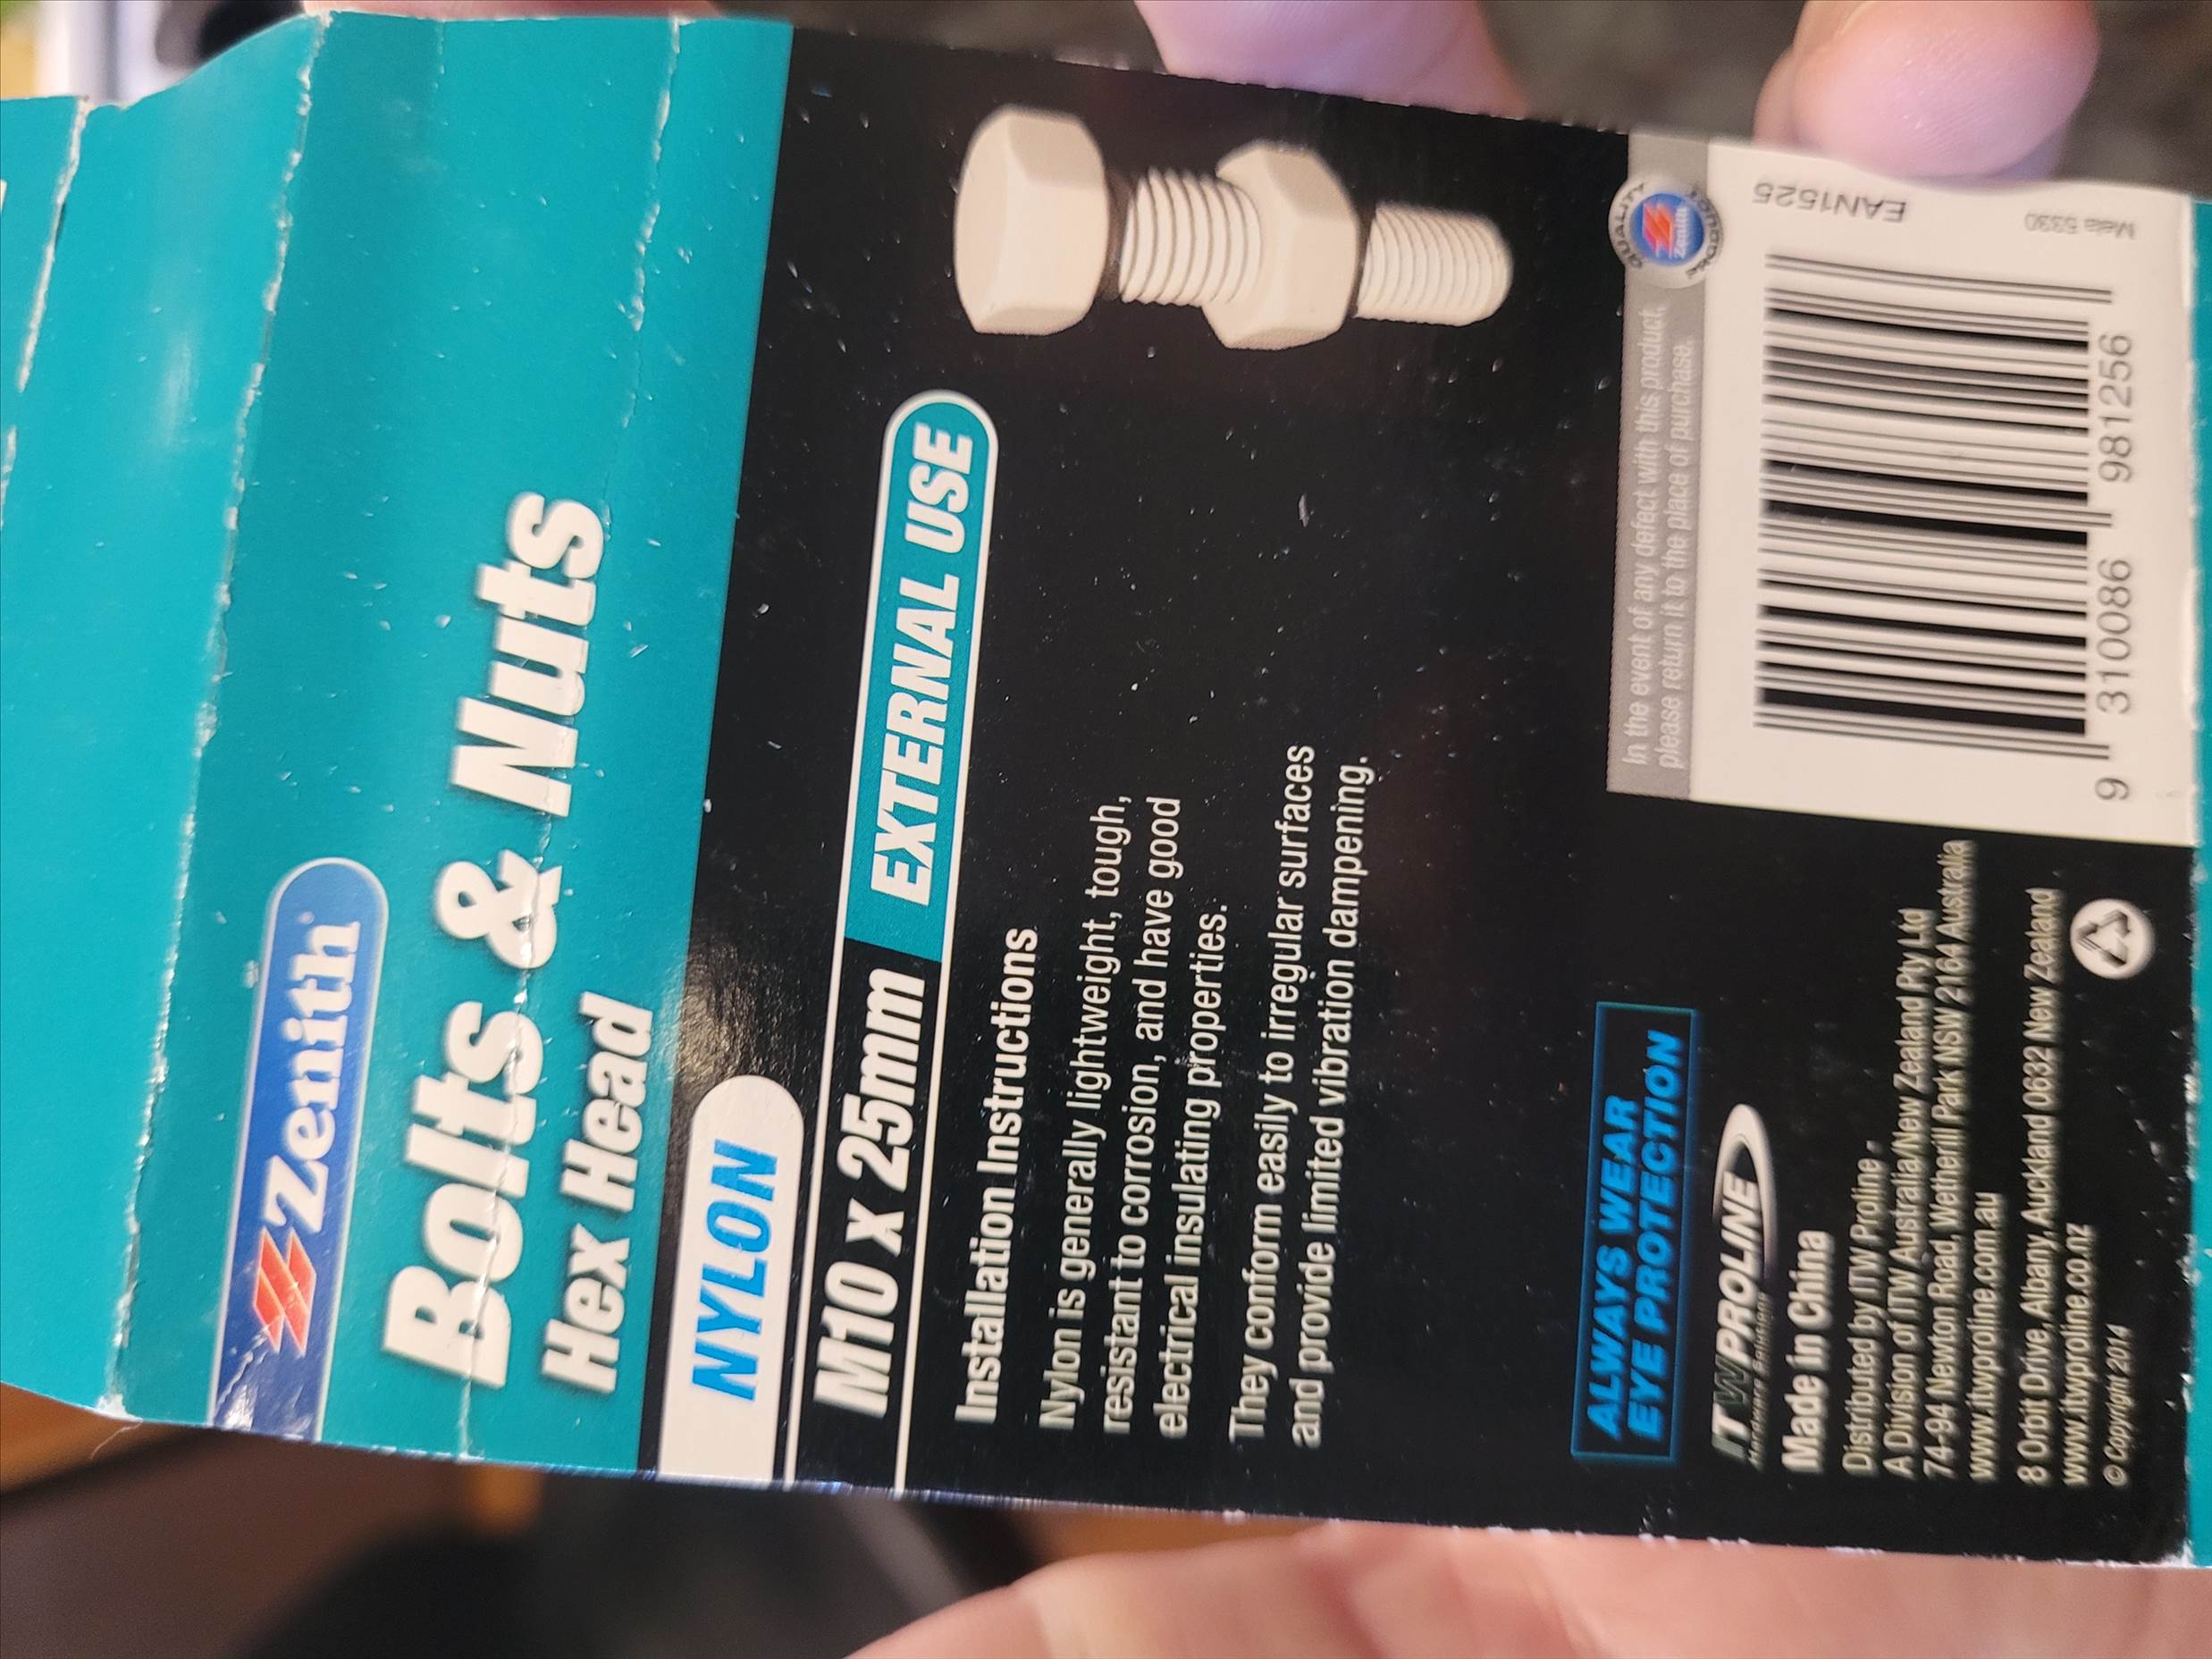 Zenith
Bolts & Nuts
Hex Head
NYLON
M10 x 25mm EXTERNAL USE
Installation Instructions
Nylon is generally lightweight, tough,
resistant to corrosion, and have good
electrical insulating properties.
They conform easily to irregular surfaces
and provide limited vibration dampening.
ALWAYS WEAR
EYE PROTECTION
ITWPROLINE
Made in China
Distributed by ITW Proline -
A Division of ITW Australia/New Zealand Pty Ltd
74-94 Newton Road, Wetherill Park NSW 2164 Australia
www.itwproline.com.au
8 Orbit Drive, Albany, Auckland 0632 New Zealand
www.itwproline.co.nz
© Copyright 2014
In the event of any defect with this product,
please return it to the place of purchase.
QUALITY
Zenith
PRODUCT
EAN1525
9 310086 981256